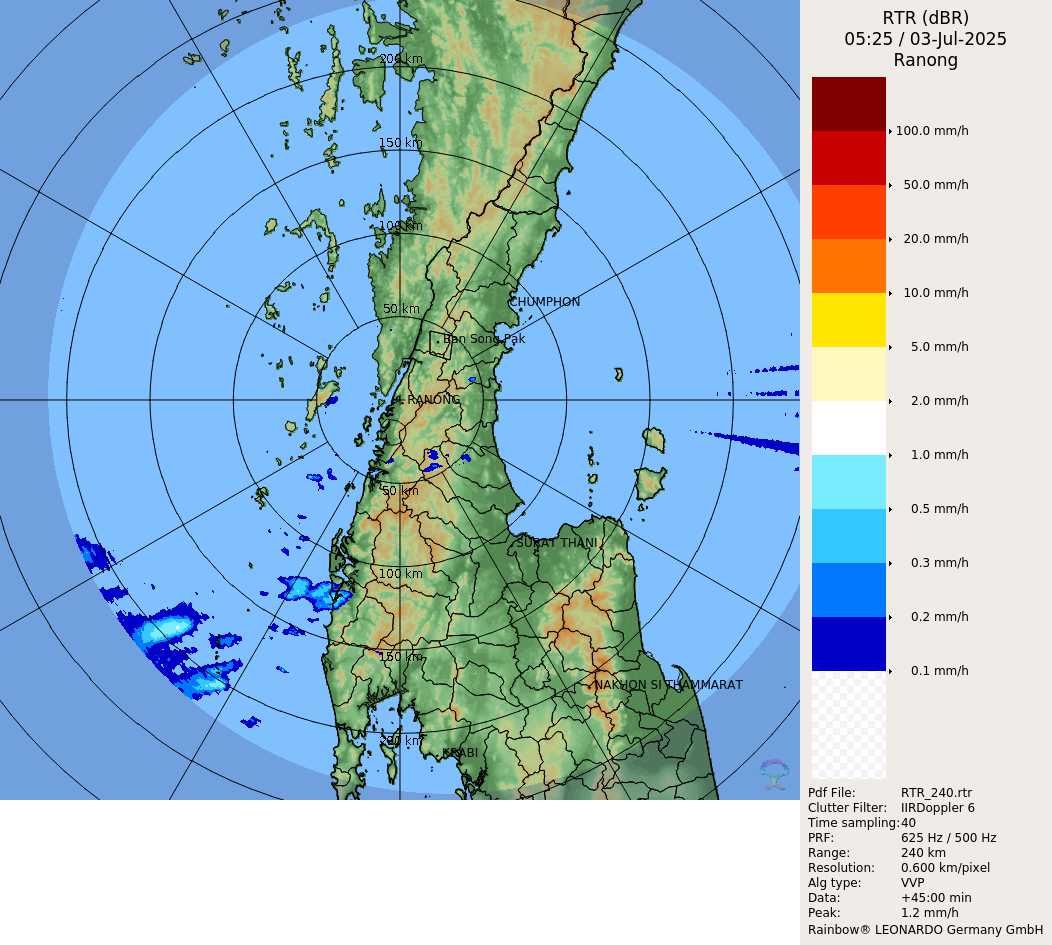 200 km
150 km
100 km
50 km
CHUMPHON
Ban Song Pak
RANONG
50 km
SURAT THANI
100 km
150 km
NAKHON SI THAMMARAT
200 km
KRABI
RTR (dBR)
05:25 / 03-Jul-2025
Ranong
100.0 mm/h
50.0 mm/h
20.0 mm/h
10.0 mm/h
5.0 mm/h
2.0 mm/h
1.0 mm/h
0.5 mm/h
0.3 mm/h
0.2 mm/h
0.1 mm/h
Pdf File: RTR_240.rtr
Clutter Filter: IIRDoppler 6
Time sampling:40
PRF: 625 Hz / 500 Hz
Range: 240 km
Resolution: 0.600 km/pixel
Alg type: VVP
Data: +45:00 min
Peak: 1.2 mm/h
Rainbow® LEONARDO Germany GmbH